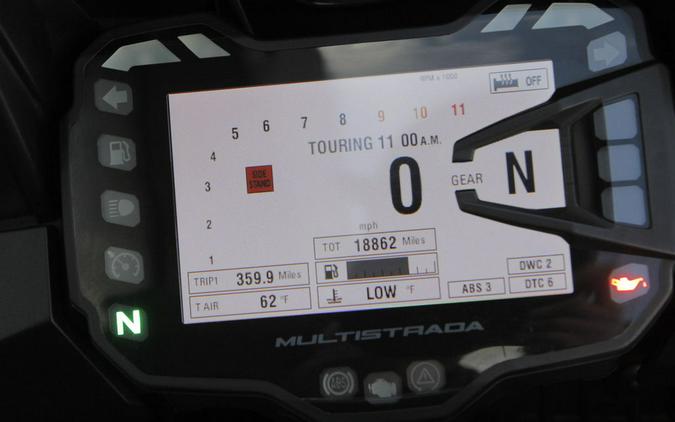 RPM x 1000
OFF
5 6 7 8 9 10 11
4
TOURING 11 00 A.M.
SIDE STAND
3
0
GEAR N
2
mph
1
TOT 18862 Miles
TRIP1 359.9 Miles
DWC 2
T AIR 62 °F
LOW °F
ABS 3
DTC 6
N
MULTISTRADA